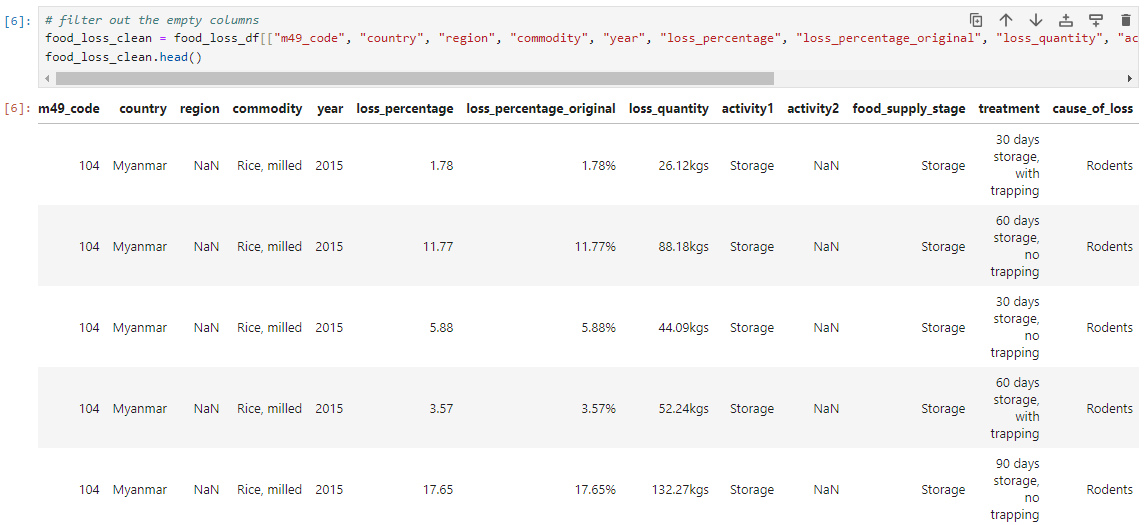 [6]:
# filter out the empty columns
food_loss_clean = food_loss_df[["m49_code", "country", "region", "commodity", "year", "loss_percentage", "loss_percentage_original", "loss_quantity", "ac
food_loss_clean.head()
[6]:
m49_code country region commodity year loss_percentage loss_percentage_original loss_quantity activity1 activity2 food_supply_stage treatment cause_of_loss
30 days
storage,
104 Myanmar NaN Rice, milled 2015 1.78 1.78% 26.12kgs Storage NaN Storage with Rodents
trapping
60 days
storage,
104 Myanmar NaN Rice, milled 2015 11.77 11.77% 88.18kgs Storage NaN Storage no Rodents
trapping
30 days
storage,
104 Myanmar NaN Rice, milled 2015 5.88 5.88% 44.09kgs Storage NaN Storage no Rodents
trapping
60 days
storage,
104 Myanmar NaN Rice, milled 2015 3.57 3.57% 52.24kgs Storage NaN Storage with Rodents
trapping
90 days
storage,
104 Myanmar NaN Rice, milled 2015 17.65 17.65% 132.27kgs Storage NaN Storage no Rodents
trapping